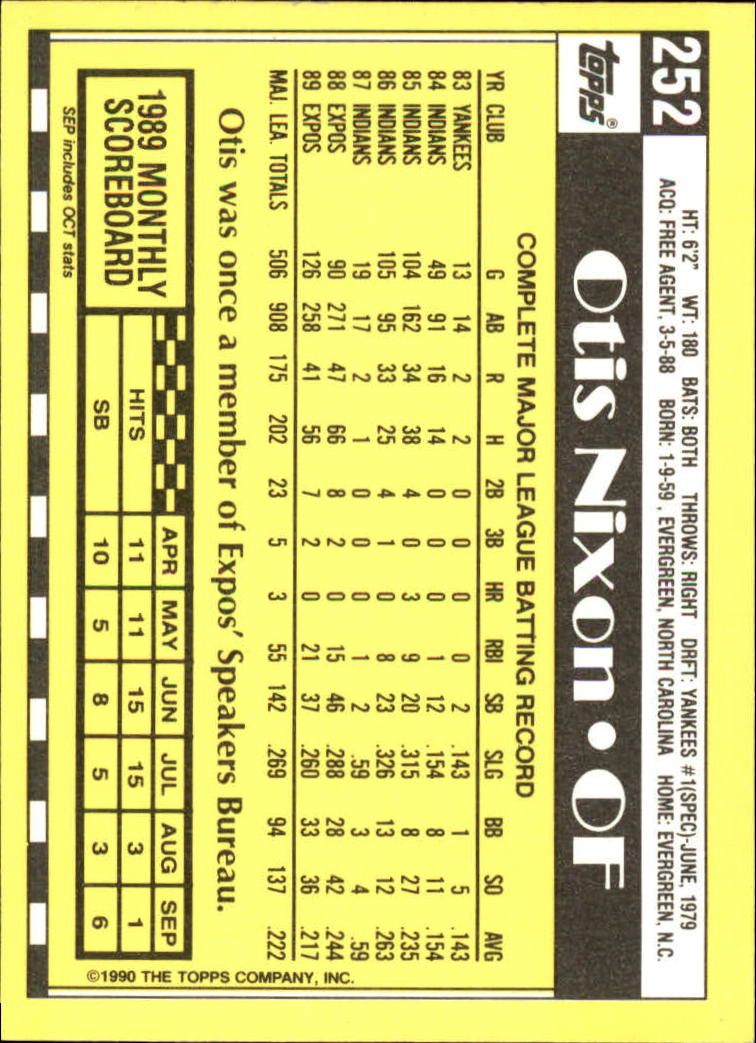 252
topps®
HT: 6'2" WT: 180 BATS: BOTH THROWS: RIGHT DRFT: YANKEES #1(SPEC)-JUNE, 1979
ACQ: FREE AGENT, 3-5-88 BORN: 1-9-59, EVERGREEN, NORTH CAROLINA HOME: EVERGREEN, N.C.
Otis Nixon • OF
COMPLETE MAJOR LEAGUE BATTING RECORD
YR CLUB G AB R H 2B 3B HR RBI SB SLG BB SO AVG
83 YANKEES 13 14 2 2 0 0 0 0 2 .143 1 5 .143
84 INDIANS 49 91 16 14 0 0 0 1 12 .154 8 11 .154
85 INDIANS 104 162 34 38 4 0 3 9 20 .315 8 27 .235
86 INDIANS 105 95 33 25 4 1 0 8 23 .326 13 12 .263
87 INDIANS 19 17 2 1 0 0 0 1 2 .59 3 4 .59
88 EXPOS 90 271 47 66 8 2 0 15 46 .288 28 42 .244
89 EXPOS 126 258 41 56 7 2 0 21 37 .260 33 36 .217
MAJ. LEA. TOTALS 506 908 175 202 23 5 3 55 142 .269 94 137 .222
Otis was once a member of Expos' Speakers Bureau.
1989 MONTHLY
SCOREBOARD
APR MAY JUN JUL AUG SEP
HITS 11 11 15 15 3 1
SB 10 5 8 5 3 6
SEP includes OCT stats
©1990 THE TOPPS COMPANY, INC.